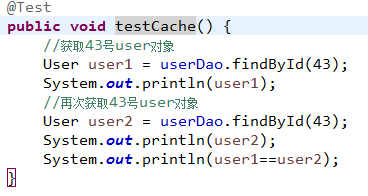 @Test
public void testCache() {
//获取43号user对象
User user1 = userDao.findById(43);
System.out.println(user1);
//再次获取43号user对象
User user2 = userDao.findById(43);
System.out.println(user2);
System.out.println(user1==user2);
}